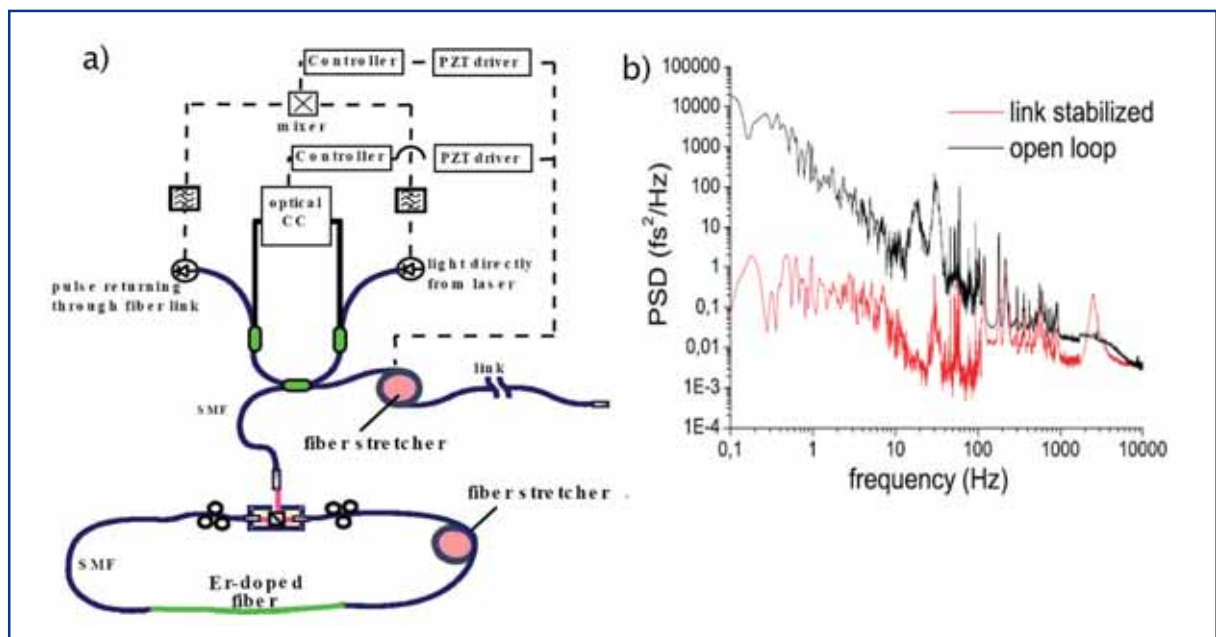 a)
Controller
PZT driver
mixer
Controller
PZT driver
optical
CC
pulse returning
through fiber link
light directly
from laser
link
SMF
fiber stretcher
fiber stretcher
SMF
Er-doped
fiber
b)
link stabilized
open loop
PSD (fs²/Hz)
100000
10000
1000
100
10
1
0,1
0,01
1E-3
1E-4
0,1
1
10
100
1000
10000
frequency (Hz)